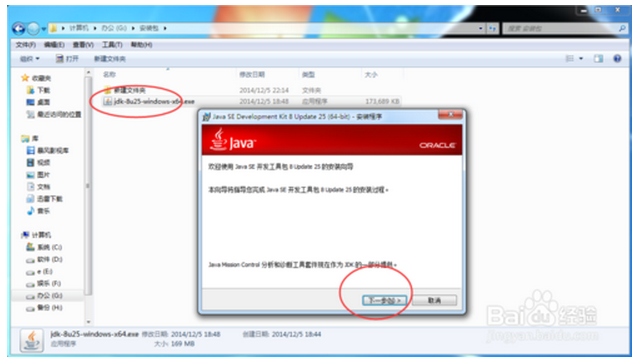 计算机 ▸ 办公 (G:) ▸ 安装包 ▸
搜索 安装包
文件(F) 编辑(E) 查看(V) 工具(T) 帮助(H)
组织 打开 新建文件夹
名称 修改日期 类型 大小
收藏夹
下载
桌面
最近访问的位置
新建文件夹 2014/12/5 22:14 文件夹
jdk-8u25-windows-x64.exe 2014/12/5 18:48 应用程序 173,689 KB
库
暴风影视库
视频
图片
文档
迅雷下载
音乐
计算机
系统 (C:)
软件 (D:)
e (E:)
娱乐 (F:)
办公 (G:)
备份 (H:)
Java SE Development Kit 8 Update 25 (64-bit) - 安装程序
Java
ORACLE
欢迎使用 Java SE 开发工具包 8 Update 25 的安装向导
本向导将指导您完成 Java SE 开发工具包 8 Update 25 的安装过程。
Java Mission Control 分析和诊断工具套件现在作为 JDK 的一部分提供。
下一步(N) > 取消
jdk-8u25-windows-x64.exe 修改日期: 2014/12/5 18:48 创建日期: 2014/12/5 18:44
应用程序 大小: 169 MB
Baidu 经验
jingyan.baidu.com